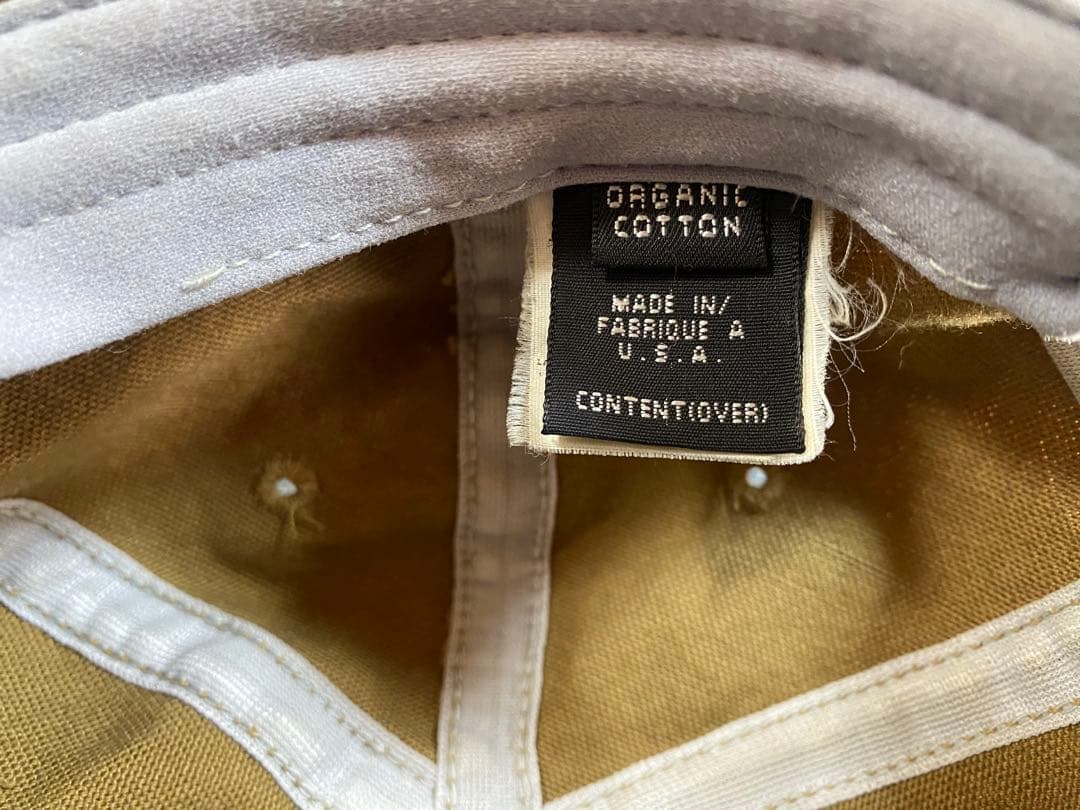 ORGANIC
COTTON
MADE IN/
FABRIQUE A
U.S.A.
CONTENT(OVER)